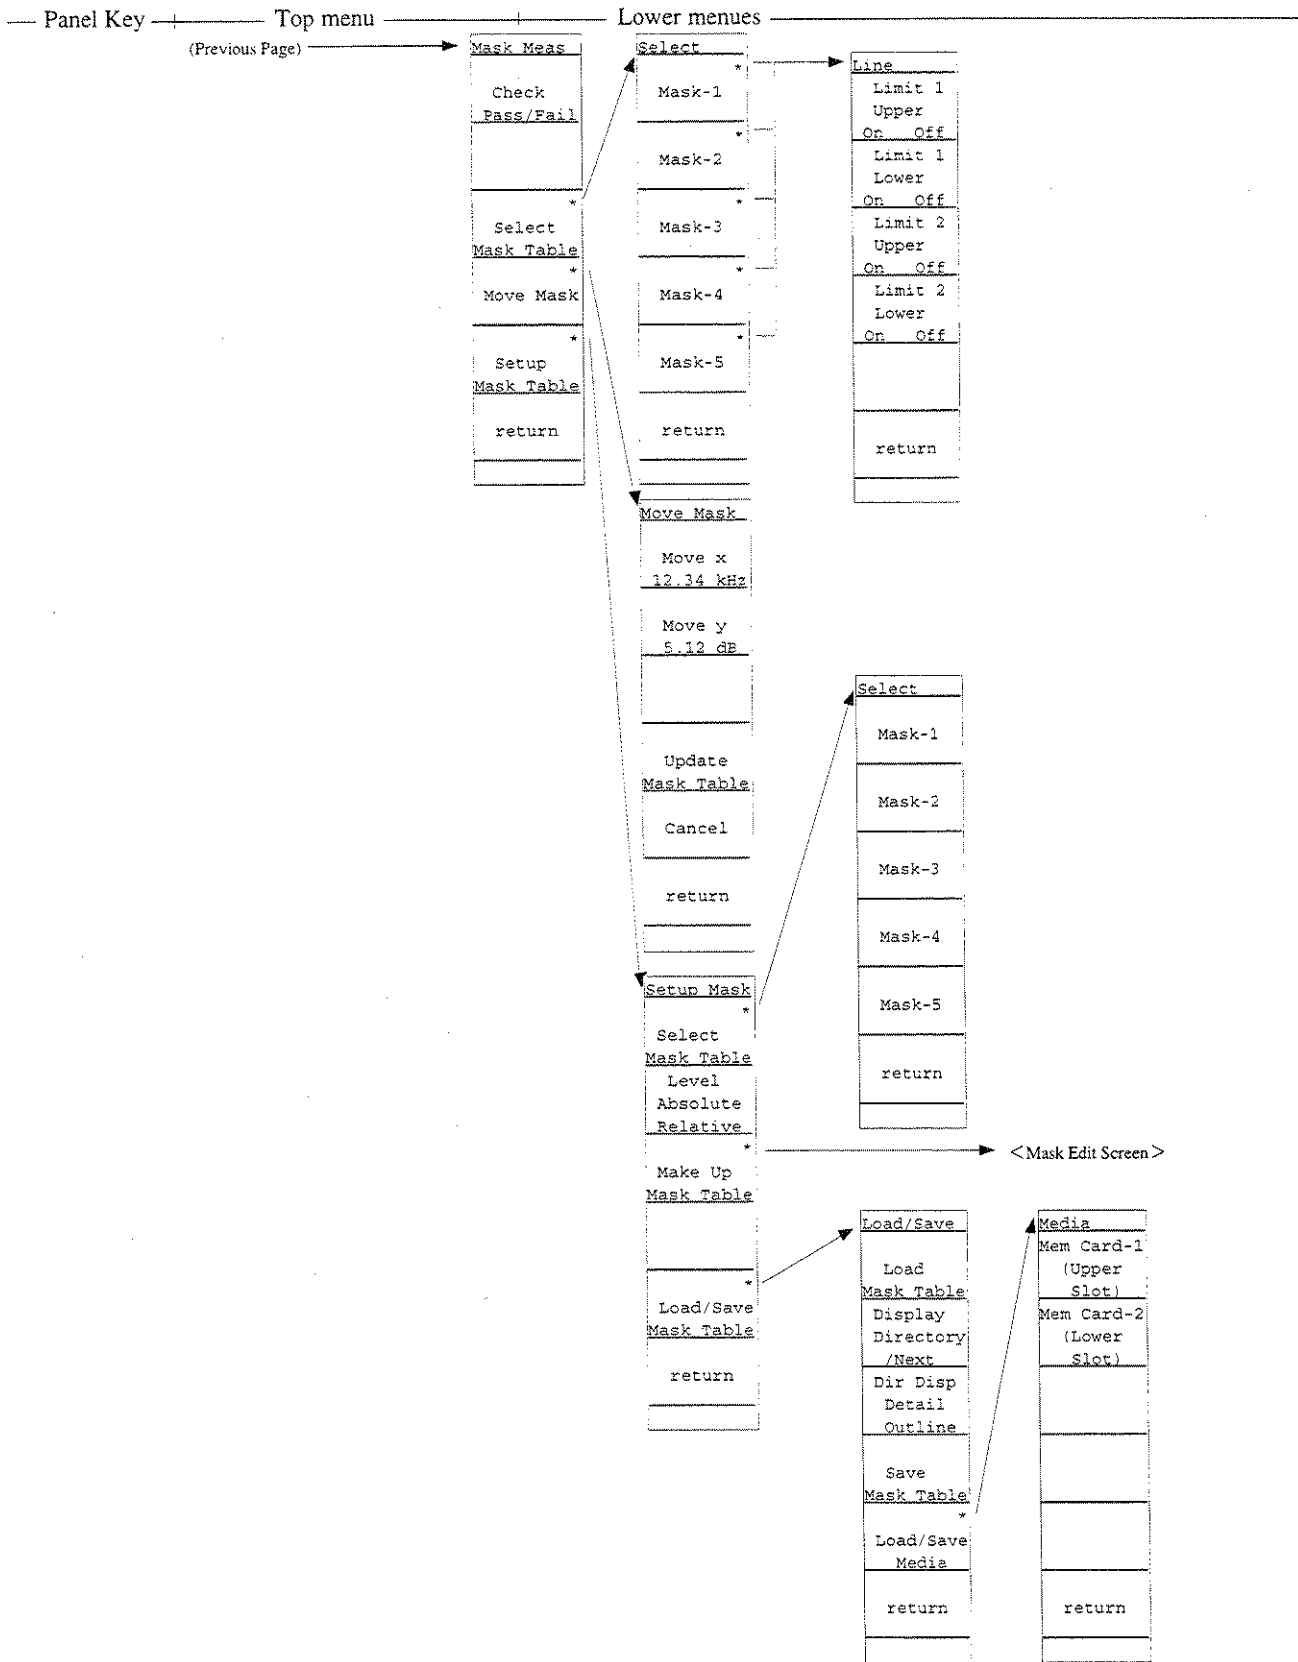 Panel Key Top menu Lower menues
(Previous Page)
Mask Meas
Check
Pass/Fail
*
Select
Mask Table
*
Move Mask
*
Setup
Mask Table
return
Select
*
Mask-1
*
Mask-2
*
Mask-3
*
Mask-4
*
Mask-5
return
Line
Limit 1
Upper
On Off
Limit 1
Lower
On Off
Limit 2
Upper
On Off
Limit 2
Lower
On Off
return
Move Mask
Move x
12.34 kHz
Move y
5.12 dB
Update
Mask Table
Cancel
return
Setup Mask
*
Select
Mask Table
Level
Absolute
Relative
*
Make Up
Mask Table
*
Load/Save
Mask Table
return
Select
Mask-1
Mask-2
Mask-3
Mask-4
Mask-5
return
<Mask Edit Screen>
Load/Save
Load
Mask Table
Display
Directory
/Next
Dir Disp
Detail
Outline
Save
Mask Table
*
Load/Save
Media
return
Media
Mem Card-1
(Upper
Slot)
Mem Card-2
(Lower
Slot)
return